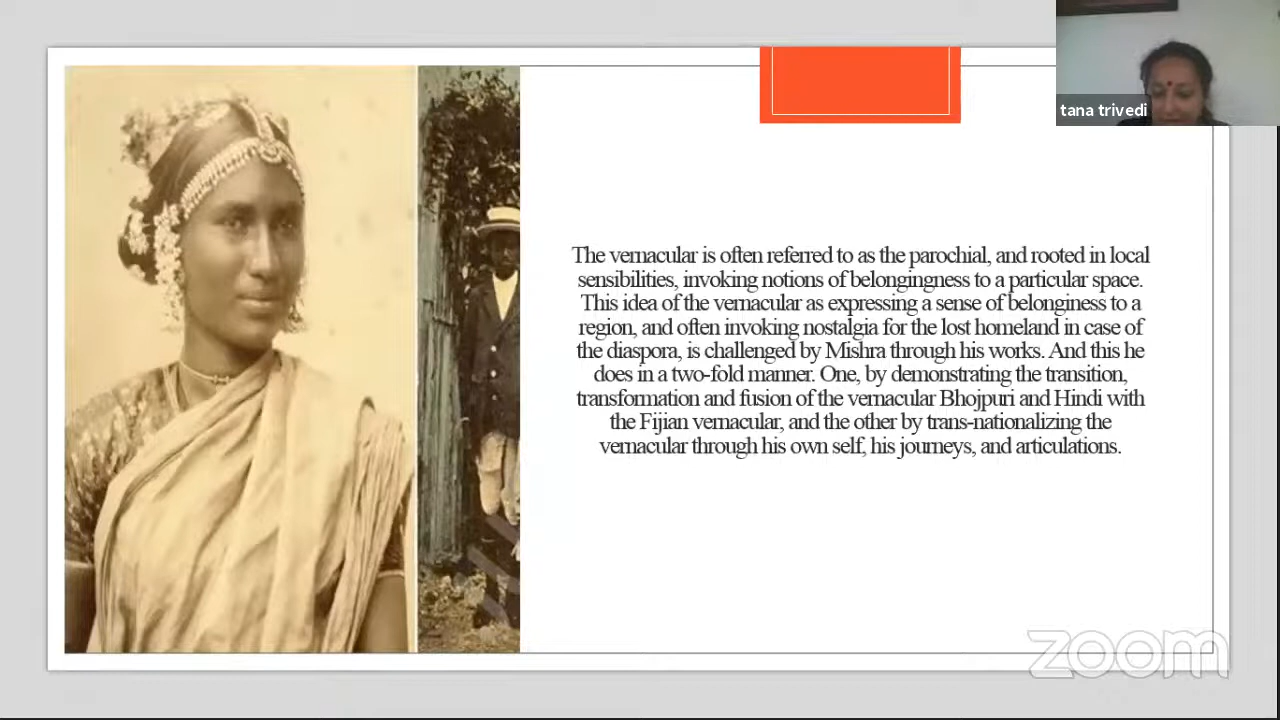 tana trivedi
The vernacular is often referred to as the parochial, and rooted in local
sensibilities, invoking notions of belongingness to a particular space.
This idea of the vernacular as expressing a sense of belonginess to a
region, and often invoking nostalgia for the lost homeland in case of
the diaspora, is challenged by Mishra through his works. And this he
does in a two-fold manner. One, by demonstrating the transition,
transformation and fusion of the vernacular Bhojpuri and Hindi with
the Fijian vernacular, and the other by trans-nationalizing the
vernacular through his own self, his journeys, and articulations.
zoom